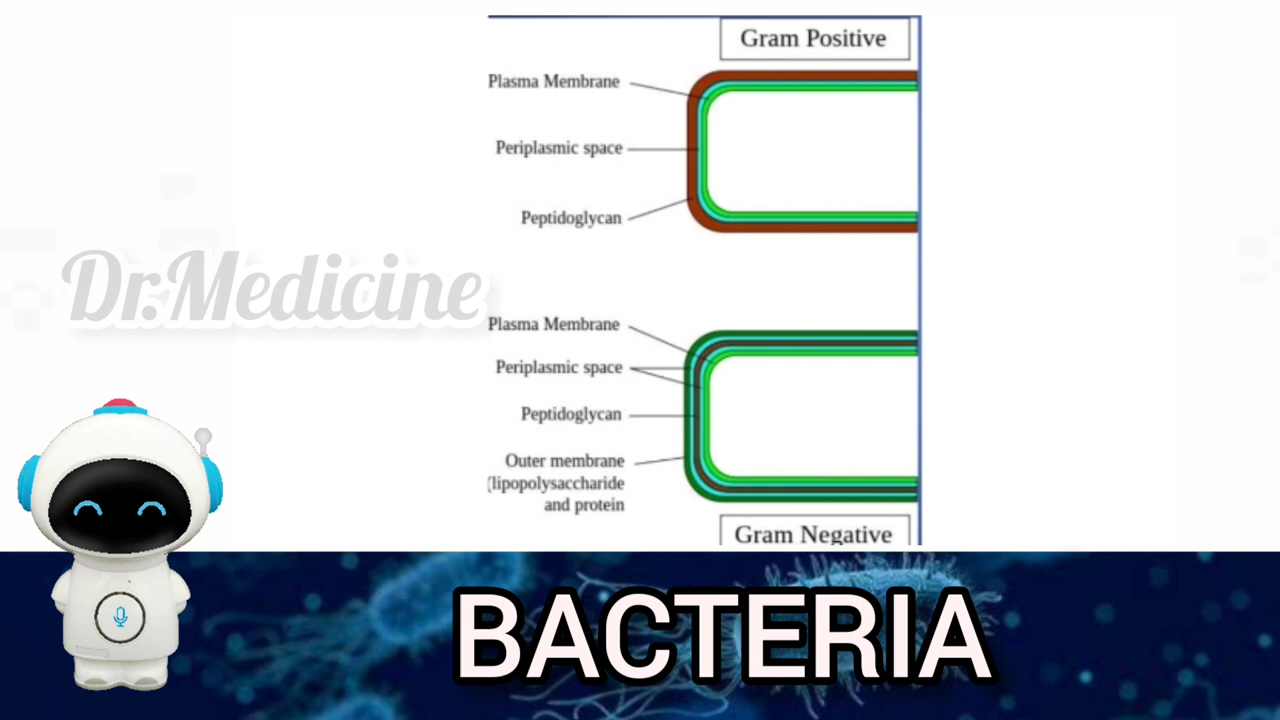 Gram Positive
Plasma Membrane
Periplasmic space
Peptidoglycan
Dr.Medicine
Plasma Membrane
Periplasmic space
Peptidoglycan
Outer membrane
(lipopolysaccharide
and protein
Gram Negative
BACTERIA